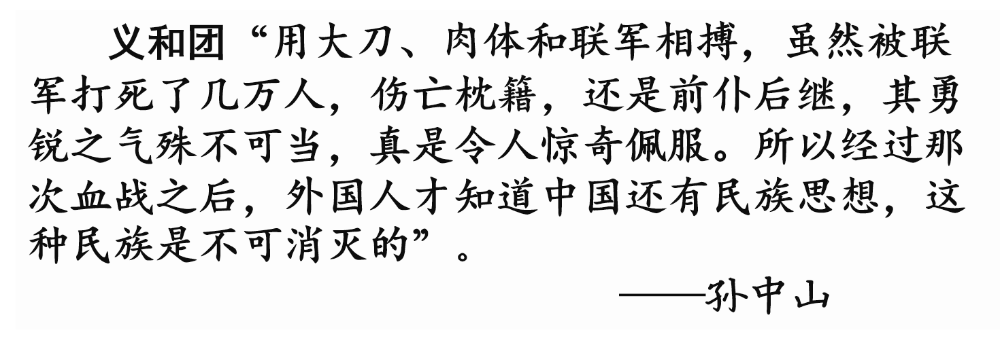 义和团“用大刀、肉体和联军相搏，虽然被联
军打死了几万人，伤亡枕籍，还是前仆后继，其勇
锐之气殊不可当，真是令人惊奇佩服。所以经过那
次血战之后，外国人才知道中国还有民族思想，这
种民族是不可消灭的”。
——孙中山